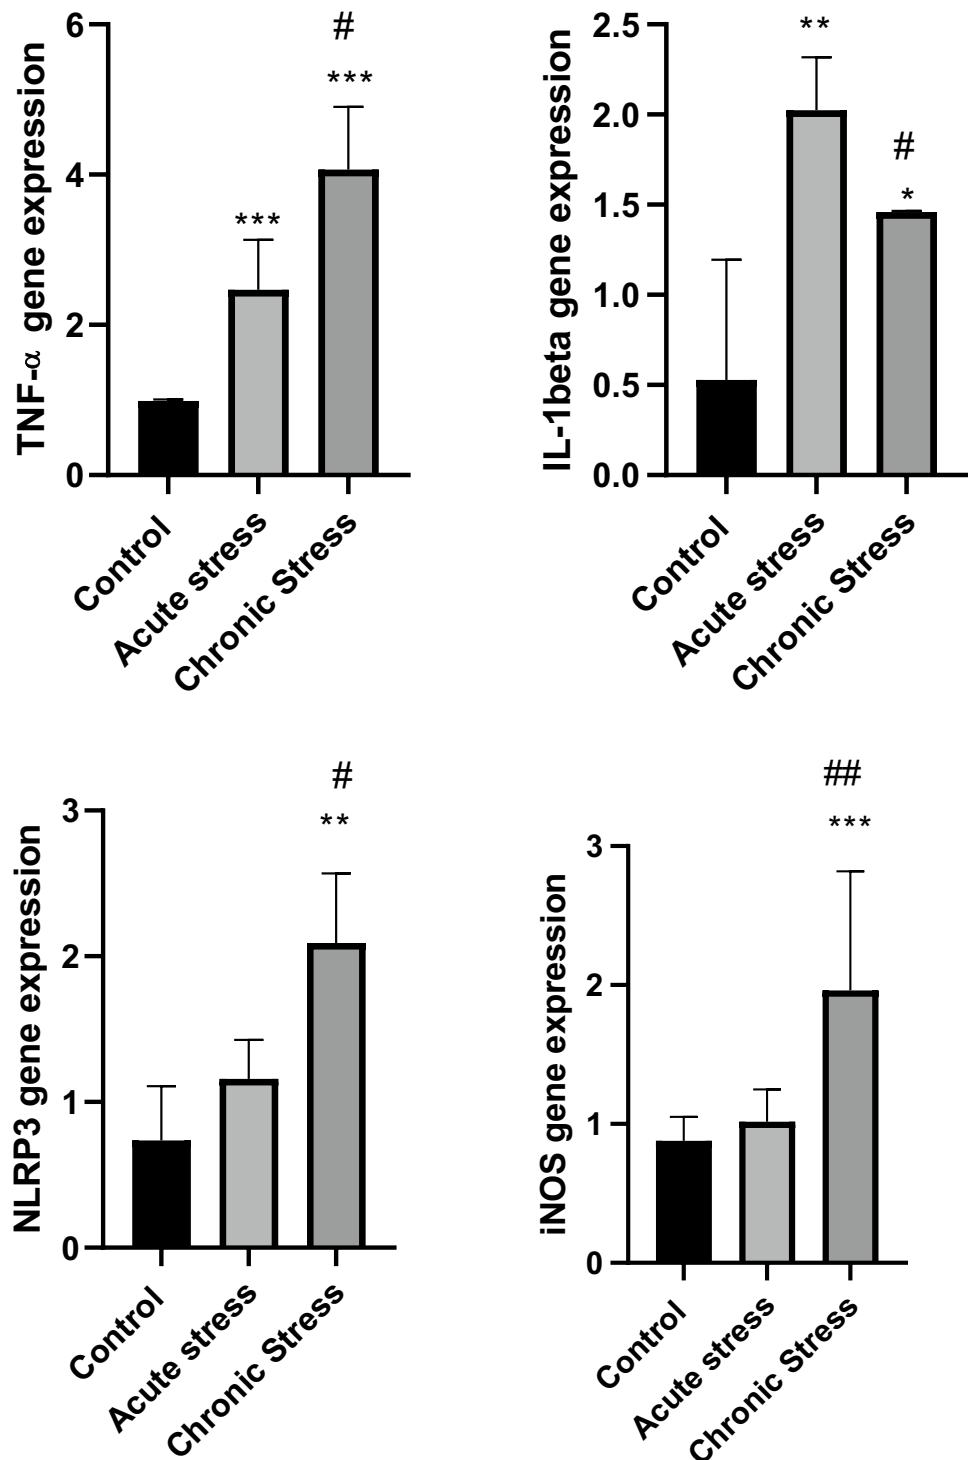 TNF-α gene expression
6
4
2
0
#
***
***
Control
Acute stress
Chronic Stress
IL-1beta gene expression
2.5
2.0
1.5
1.0
0.5
0.0
**
#
*
Control
Acute stress
Chronic Stress
NLRP3 gene expression
3
2
1
0
#
**
Control
Acute stress
Chronic Stress
iNOS gene expression
3
2
1
0
##
***
Control
Acute stress
Chronic Stress